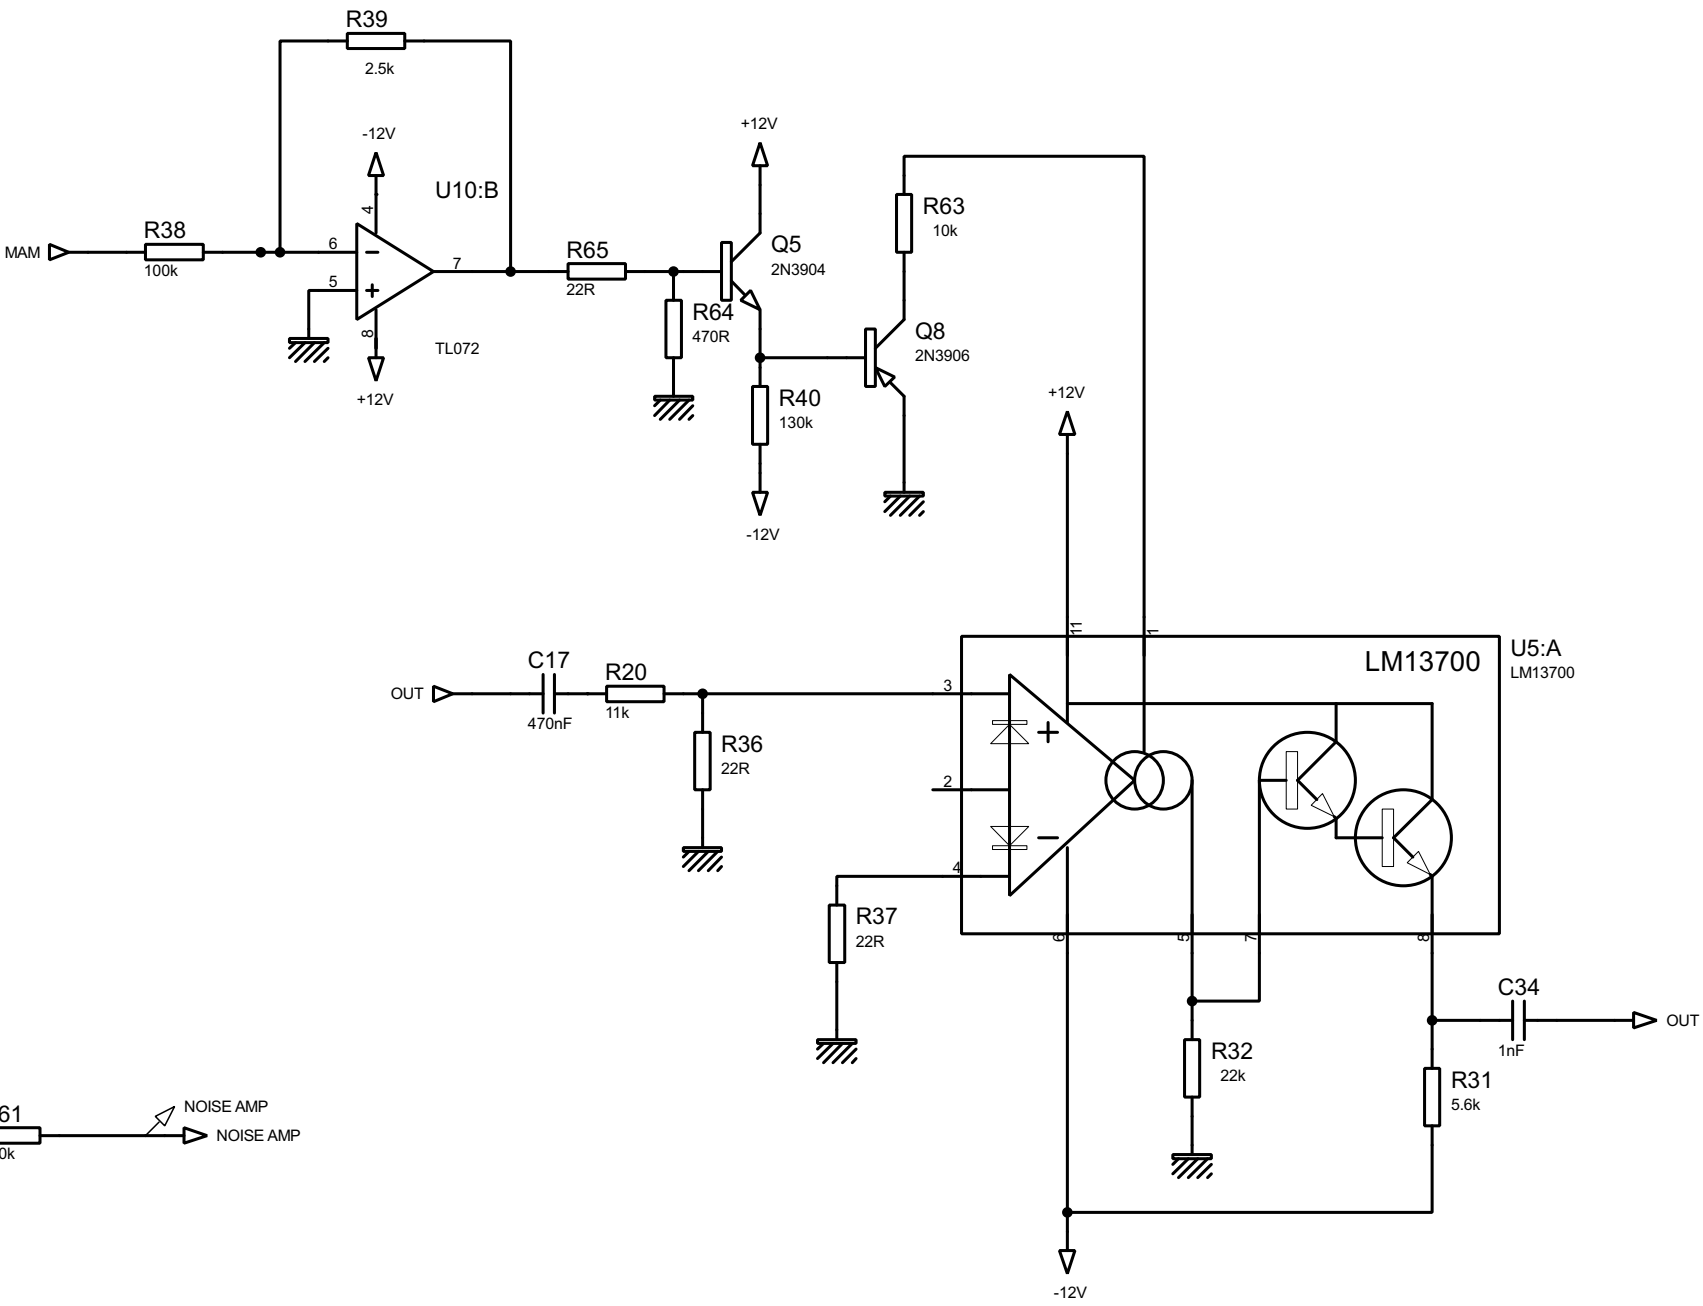 R39
2.5k
-12V
U10:B
+12V
MAM
R38
100k
4
6
5
7
8
TL072
+12V
R65
22R
R64
470R
Q5
2N3904
R63
10k
Q8
2N3906
R40
130k
-12V
+12V
11
1
U5:A
LM13700
LM13700
OUT
C17
470nF
R20
11k
3
R36
22R
2
4
R37
22R
6
5
7
8
C34
1nF
OUT
R32
22k
R31
5.6k
61
0k
NOISE AMP
NOISE AMP
-12V